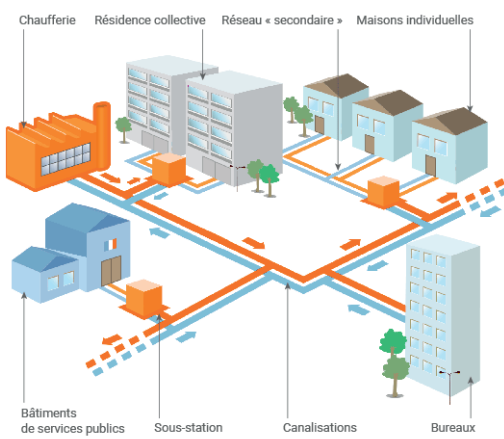 Chaufferie
Résidence collective
Réseau « secondaire »
Maisons individuelles
Bâtiments
de services publics
Sous-station
Canalisations
Bureaux